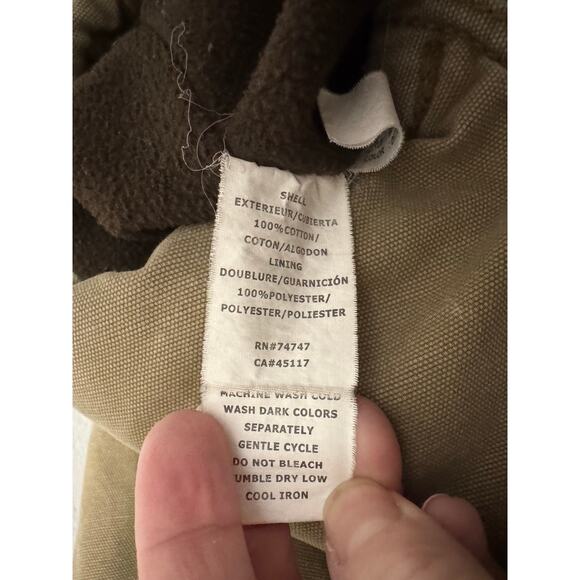 SHELL
EXTERIEUR/CUBIERTA
100%COTTON/
COTON/ALGODON
LINING
DOUBLURE/GUARNICIÓN
100%POLYESTER/
POLYESTER/POLIESTER
RN#74747
CA#45117
MACHINE WASH COLD
WASH DARK COLORS
SEPARATELY
GENTLE CYCLE
DO NOT BLEACH
TUMBLE DRY LOW
COOL IRON